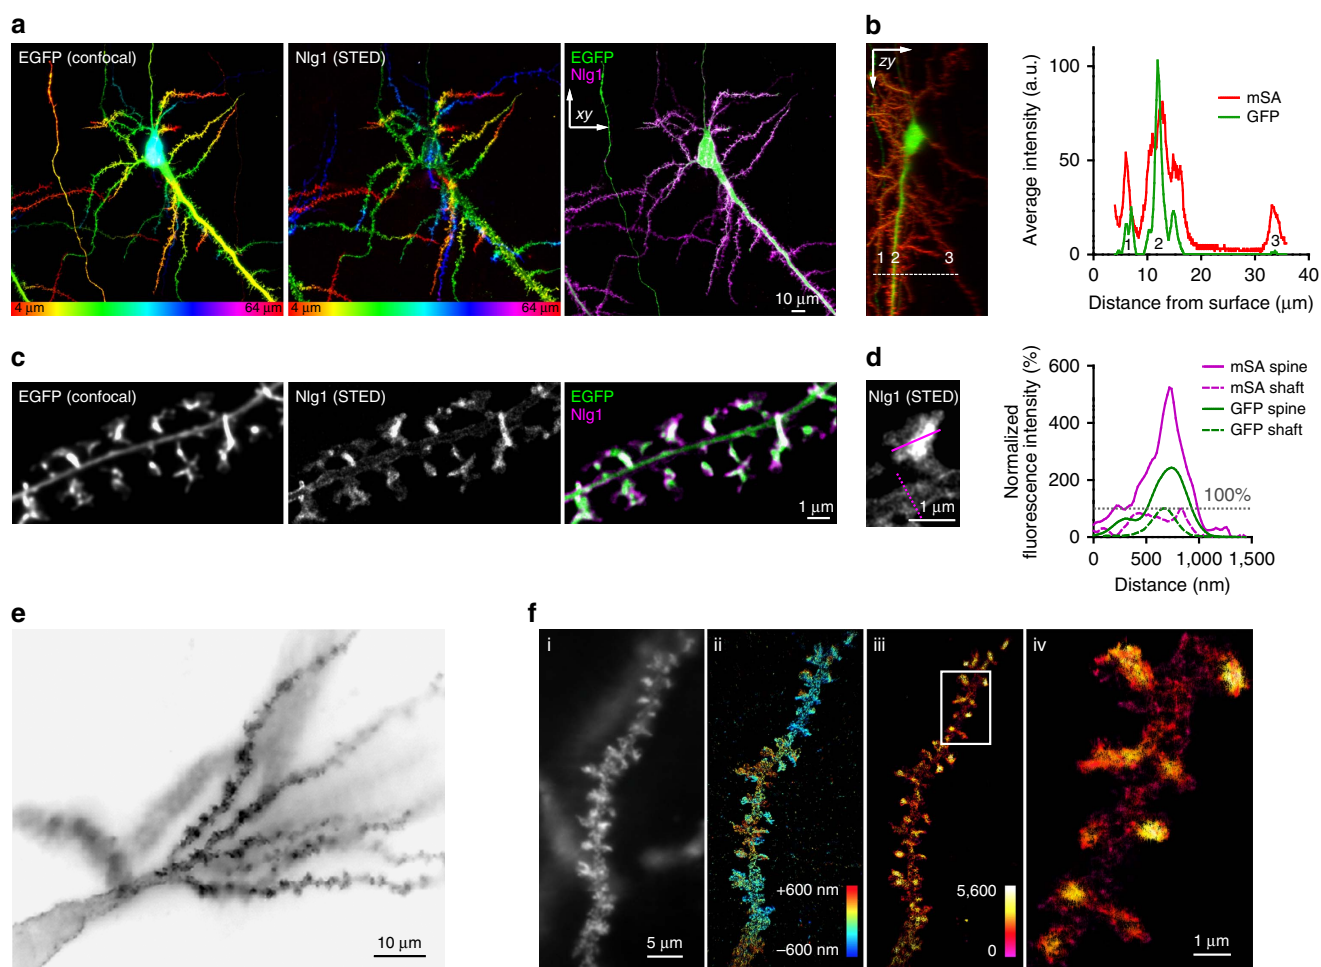 a
EGFP (confocal)
4 μm
64 μm
Nlg1 (STED)
4 μm
64 μm
EGFP
Nlg1
xy
10 μm
b
zy
1 2 3
Average intensity (a.u.)
100
50
0
mSA
GFP
1 2 3
0 10 20 30 40
Distance from surface (μm)
c
EGFP (confocal)
Nlg1 (STED)
EGFP
Nlg1
1 μm
d
Nlg1 (STED)
1 μm
Normalized
fluorescence intensity (%)
600
400
200
0
mSA spine
mSA shaft
GFP spine
GFP shaft
100%
0 500 1,000 1,500
Distance (nm)
e
10 μm
f
i
5 μm
ii
+600 nm
–600 nm
iii
5,600
0
iv
1 μm